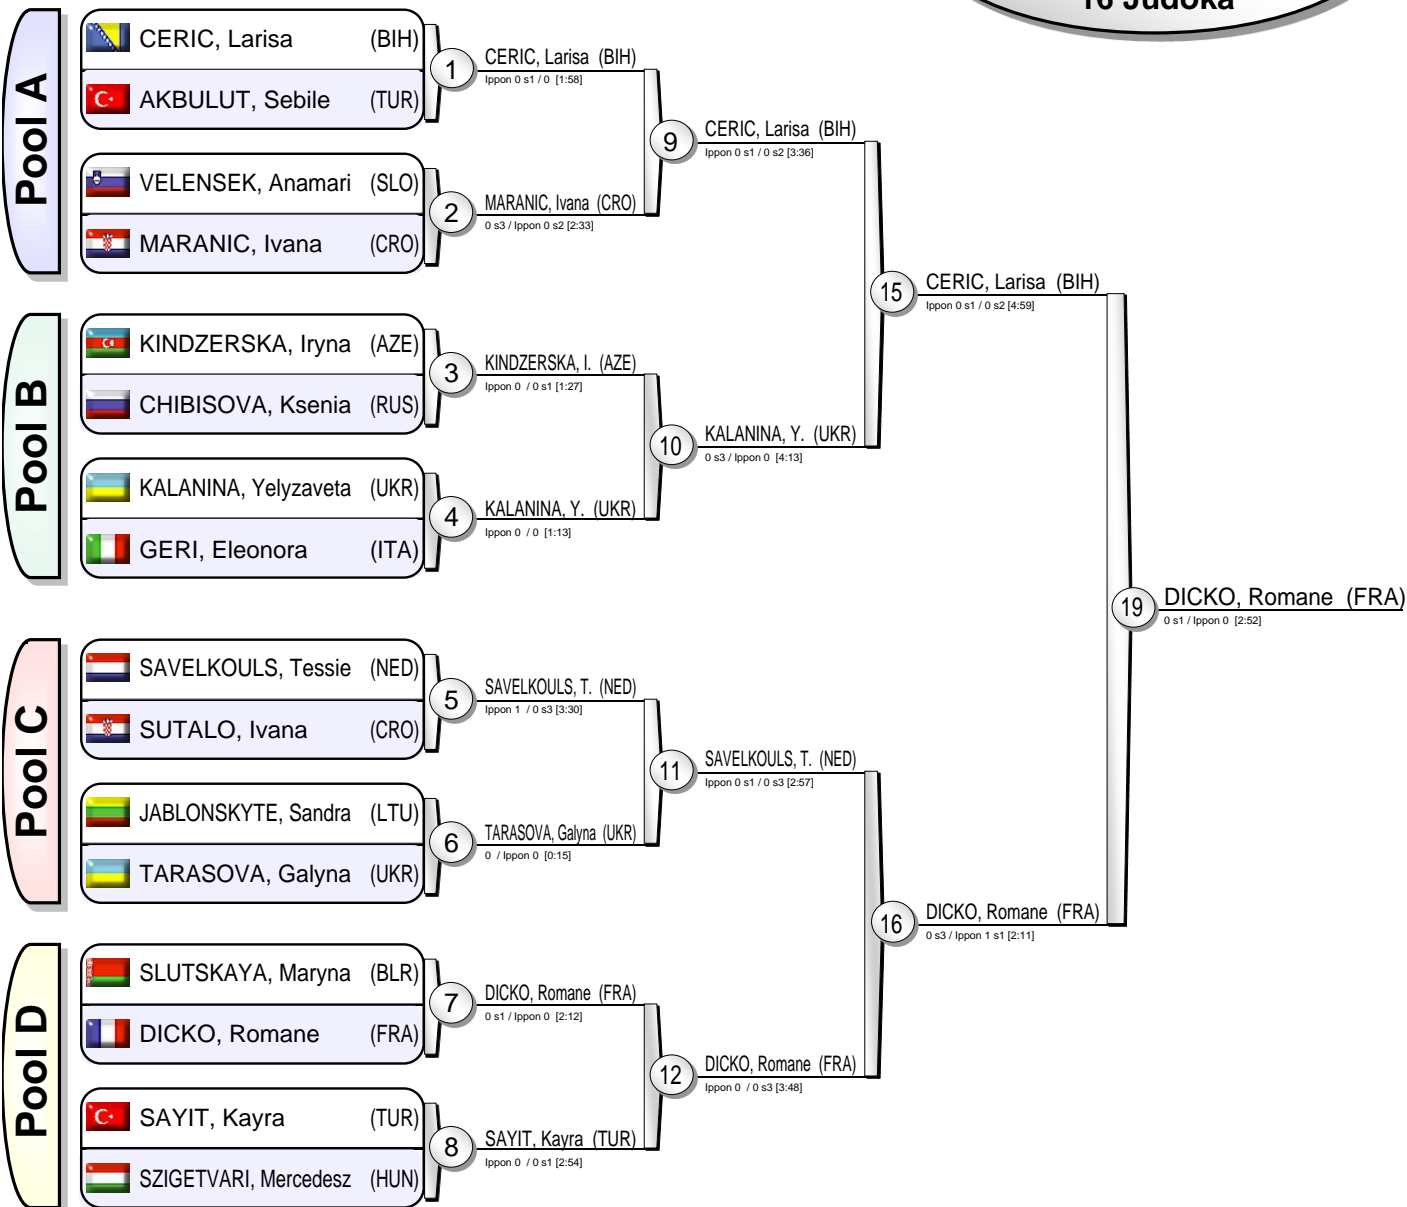 16 Judoka
Pool A
CERIC, Larisa (BIH)
AKBULUT, Sebile (TUR)
VELENSEK, Anamari (SLO)
MARANIC, Ivana (CRO)
Pool B
KINDZERSKA, Iryna (AZE)
CHIBISOVA, Ksenia (RUS)
KALANINA, Yelyzaveta (UKR)
GERI, Eleonora (ITA)
Pool C
SAVELKOULS, Tessie (NED)
SUTALO, Ivana (CRO)
JABLONSKYTE, Sandra (LTU)
TARASOVA, Galyna (UKR)
Pool D
SLUTSKAYA, Maryna (BLR)
DICKO, Romane (FRA)
SAYIT, Kayra (TUR)
SZIGETVARI, Mercedesz (HUN)
1
CERIC, Larisa (BIH)
Ippon 0 s1 / 0 [1:58]
2
MARANIC, Ivana (CRO)
0 s3 / Ippon 0 s2 [2:33]
3
KINDZERSKA, I. (AZE)
Ippon 0 / 0 s1 [1:27]
4
KALANINA, Y. (UKR)
Ippon 0 / 0 [1:13]
5
SAVELKOULS, T. (NED)
Ippon 1 / 0 s3 [3:30]
6
TARASOVA, Galyna (UKR)
0 / Ippon 0 [0:15]
7
DICKO, Romane (FRA)
0 s1 / Ippon 0 [2:12]
8
SAYIT, Kayra (TUR)
Ippon 0 / 0 s1 [2:54]
9
CERIC, Larisa (BIH)
Ippon 0 s1 / 0 s2 [3:36]
10
KALANINA, Y. (UKR)
0 s3 / Ippon 0 [4:13]
11
SAVELKOULS, T. (NED)
Ippon 0 s1 / 0 s3 [2:57]
12
DICKO, Romane (FRA)
Ippon 0 / 0 s3 [3:48]
15
CERIC, Larisa (BIH)
Ippon 0 s1 / 0 s2 [4:59]
16
DICKO, Romane (FRA)
0 s3 / Ippon 1 s1 [2:11]
19
DICKO, Romane (FRA)
0 s1 / Ippon 0 [2:52]